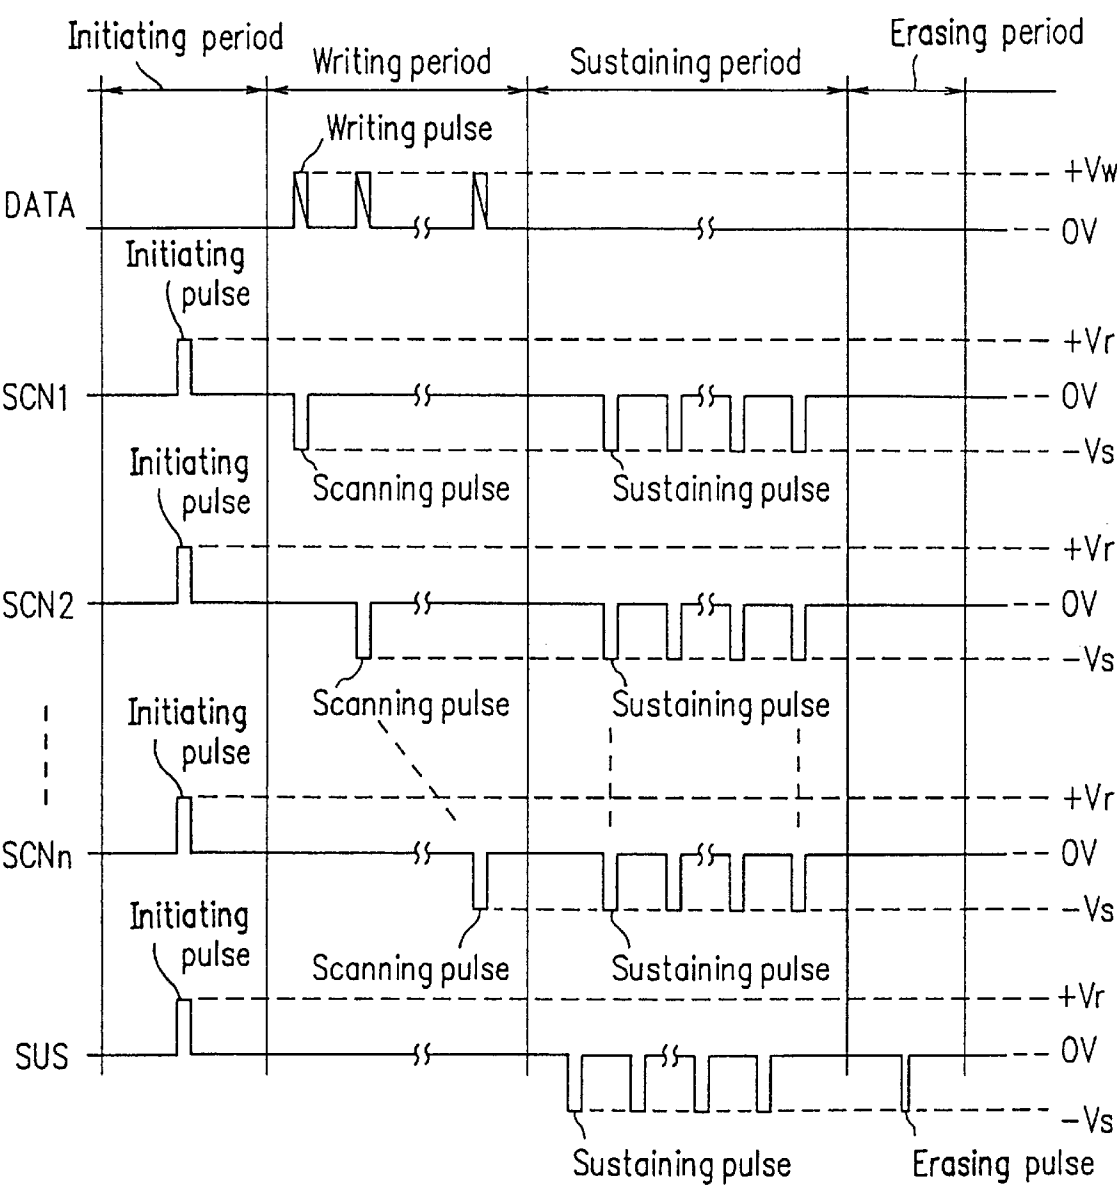 Initiating period
Writing period
Sustaining period
Erasing period
Writing pulse
+Vw
DATA
0V
Initiating
pulse
+Vr
SCN1
0V
-Vs
Initiating
pulse
Scanning pulse
Sustaining pulse
+Vr
SCN2
0V
-Vs
Scanning pulse
Sustaining pulse
Initiating
pulse
+Vr
SCNn
0V
-Vs
Initiating
pulse
Scanning pulse
Sustaining pulse
+Vr
SUS
0V
-Vs
Sustaining pulse
Erasing pulse